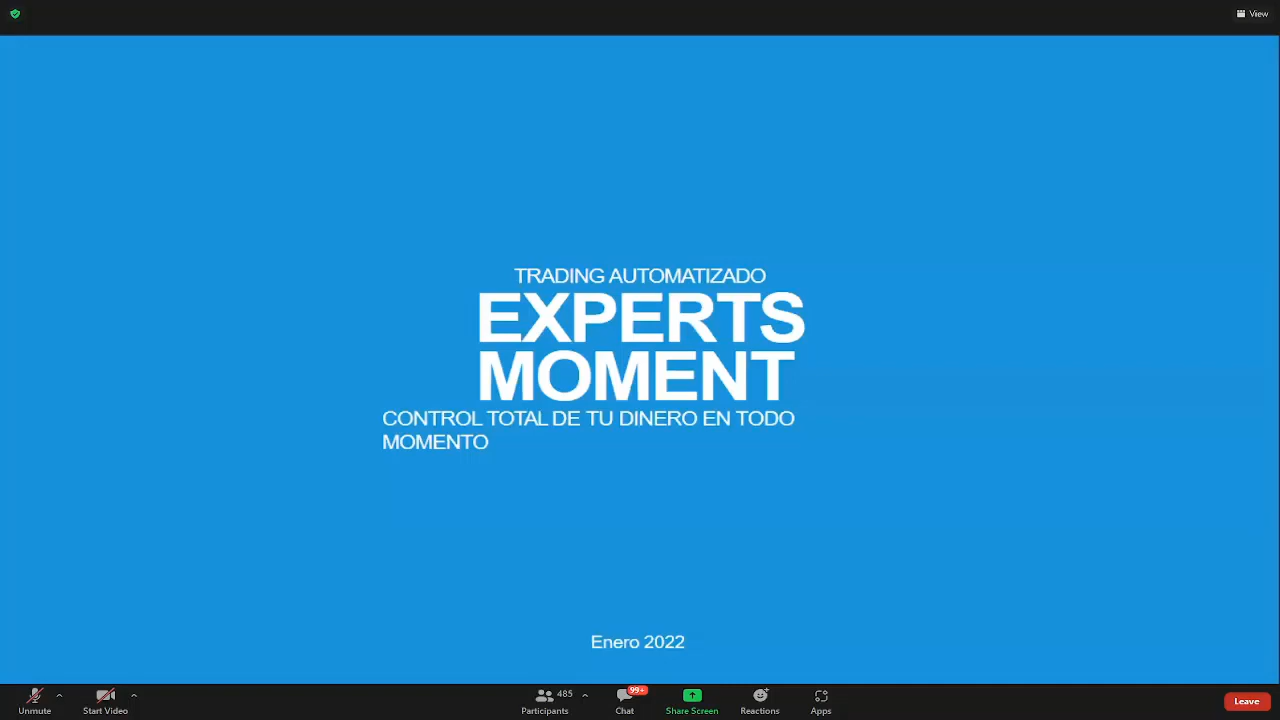 View
TRADING AUTOMATIZADO
EXPERTS
MOMENT
CONTROL TOTAL DE TU DINERO EN TODO
MOMENTO
Enero 2022
Unmute
Start Video
485
Participants
99+
Chat
Share Screen
Reactions
Apps
Leave